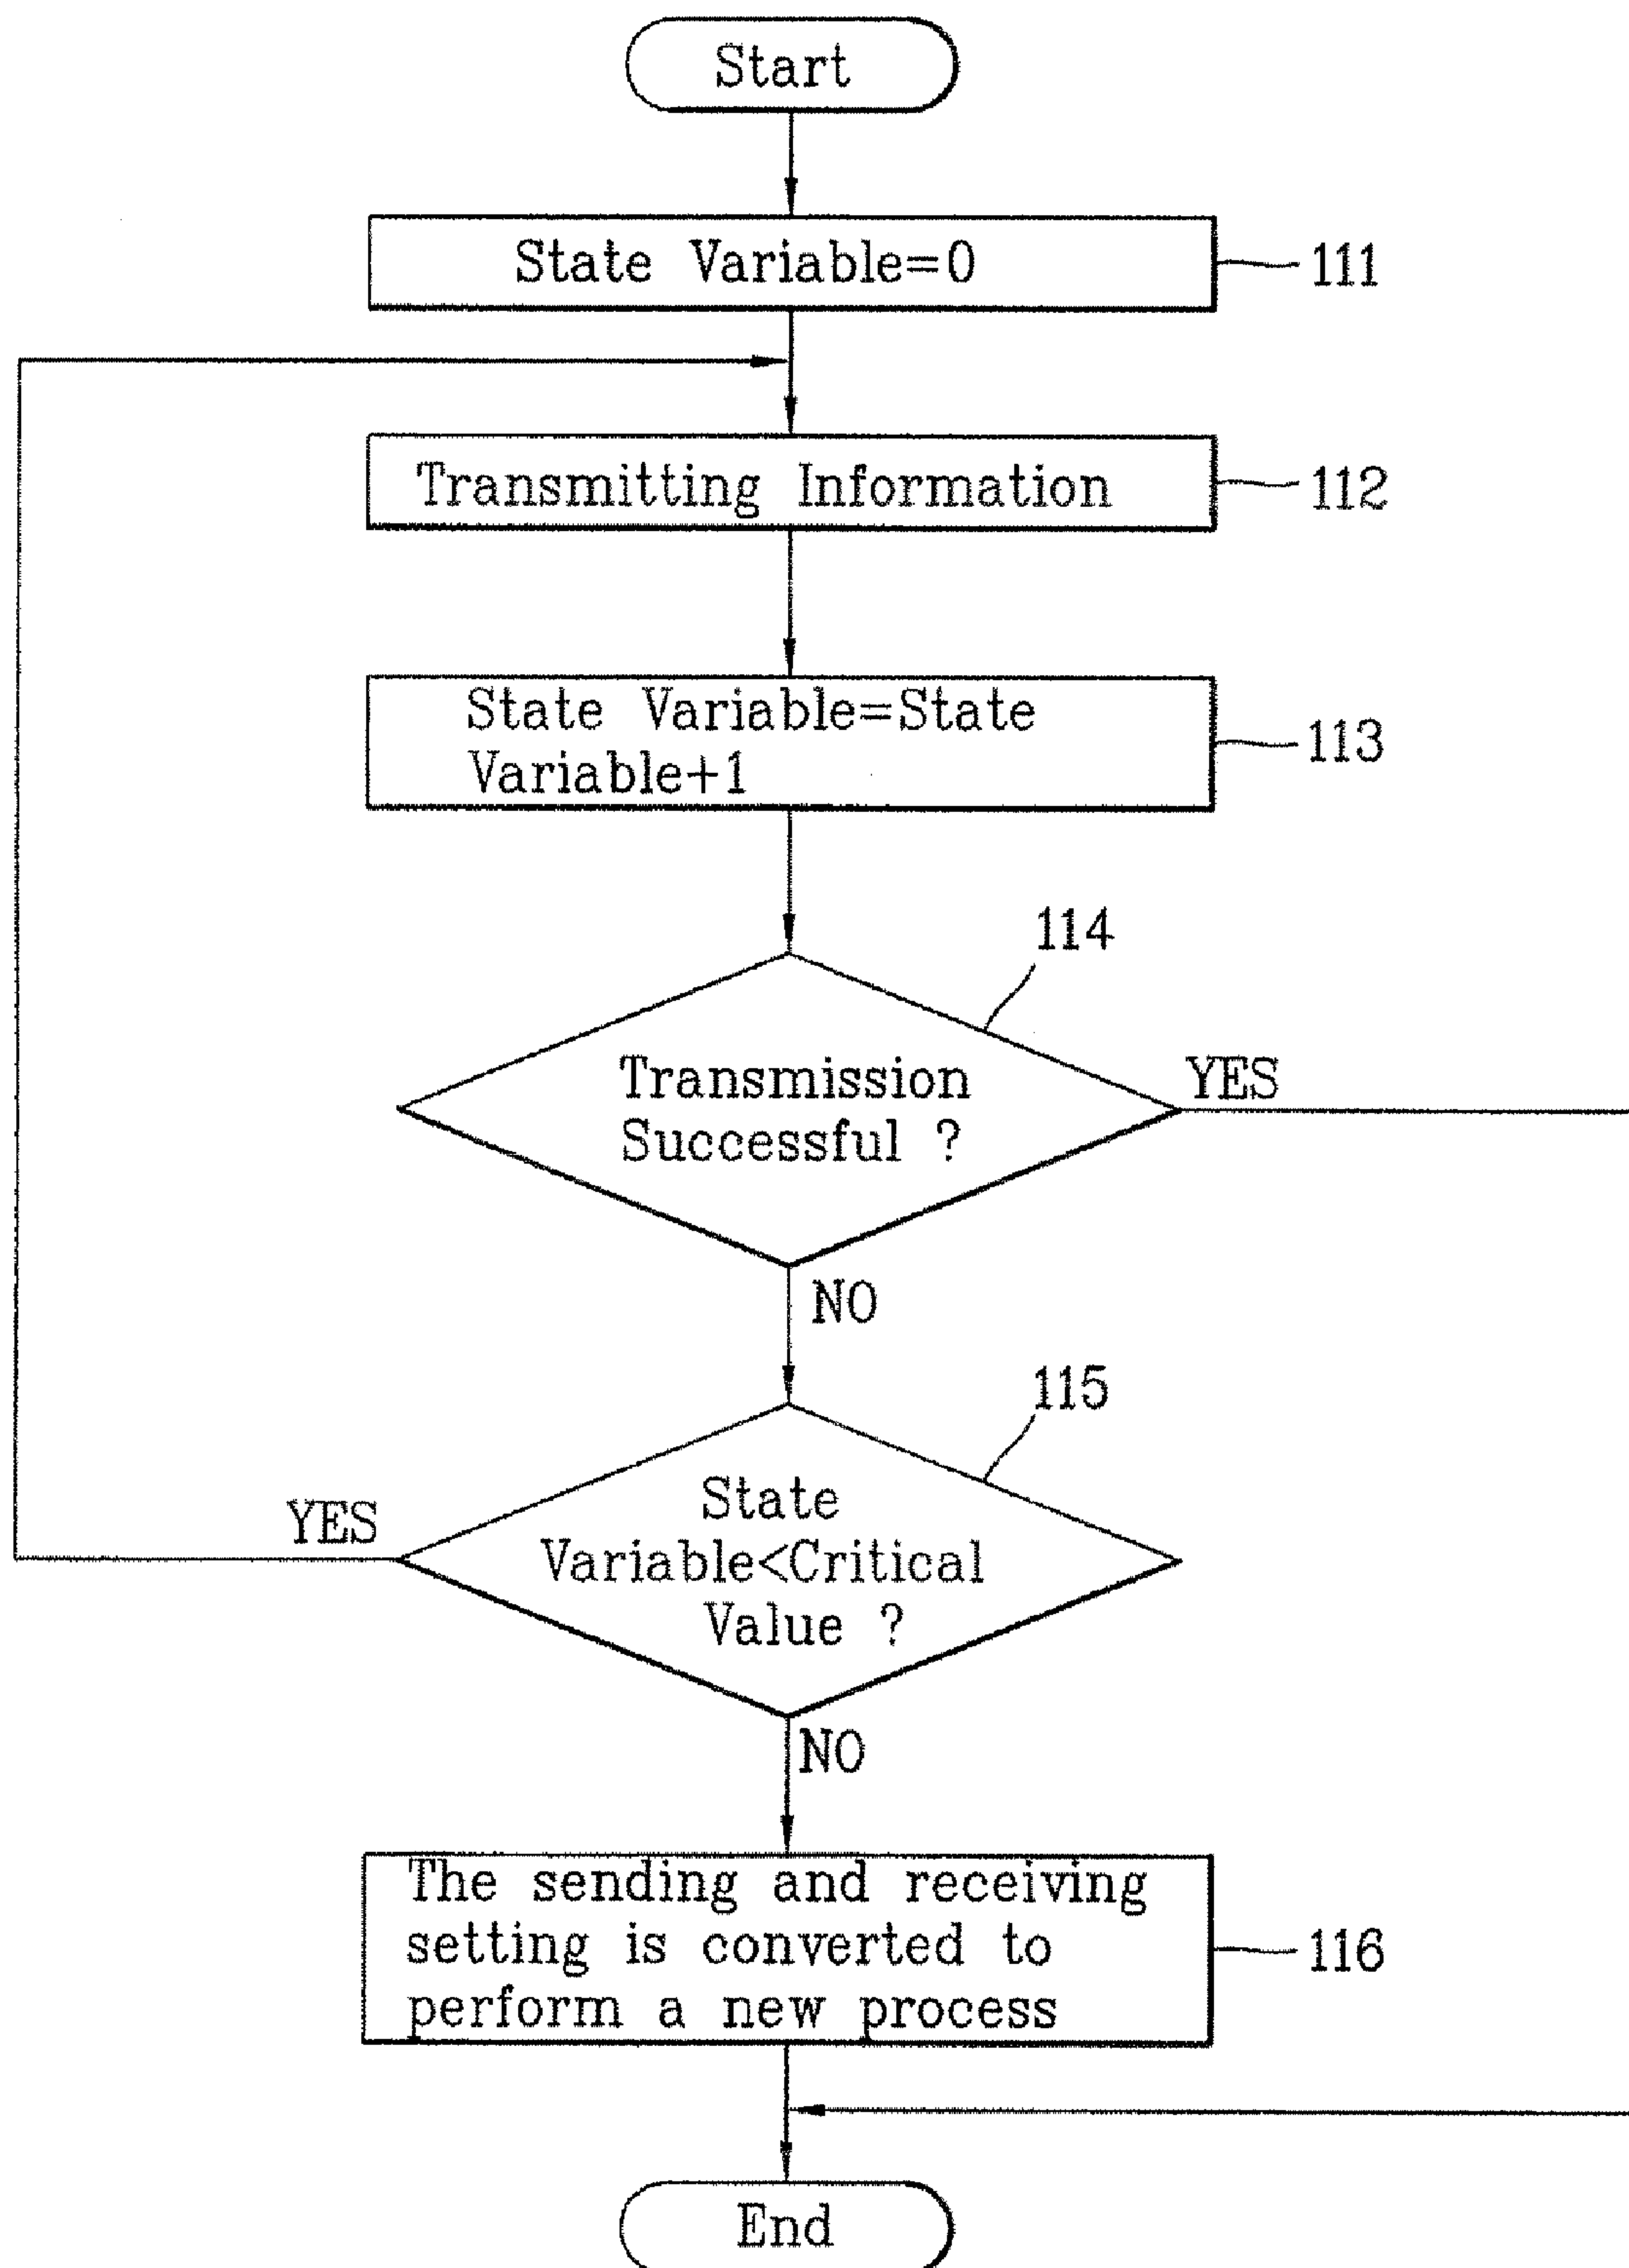 Start
State Variable=0
111
Transmitting Information
112
State Variable=State
Variable+1
113
114
Transmission
Successful ?
YES
NO
115
State
Variable<Critical
Value ?
YES
NO
The sending and receiving
setting is converted to
perform a new process
116
End